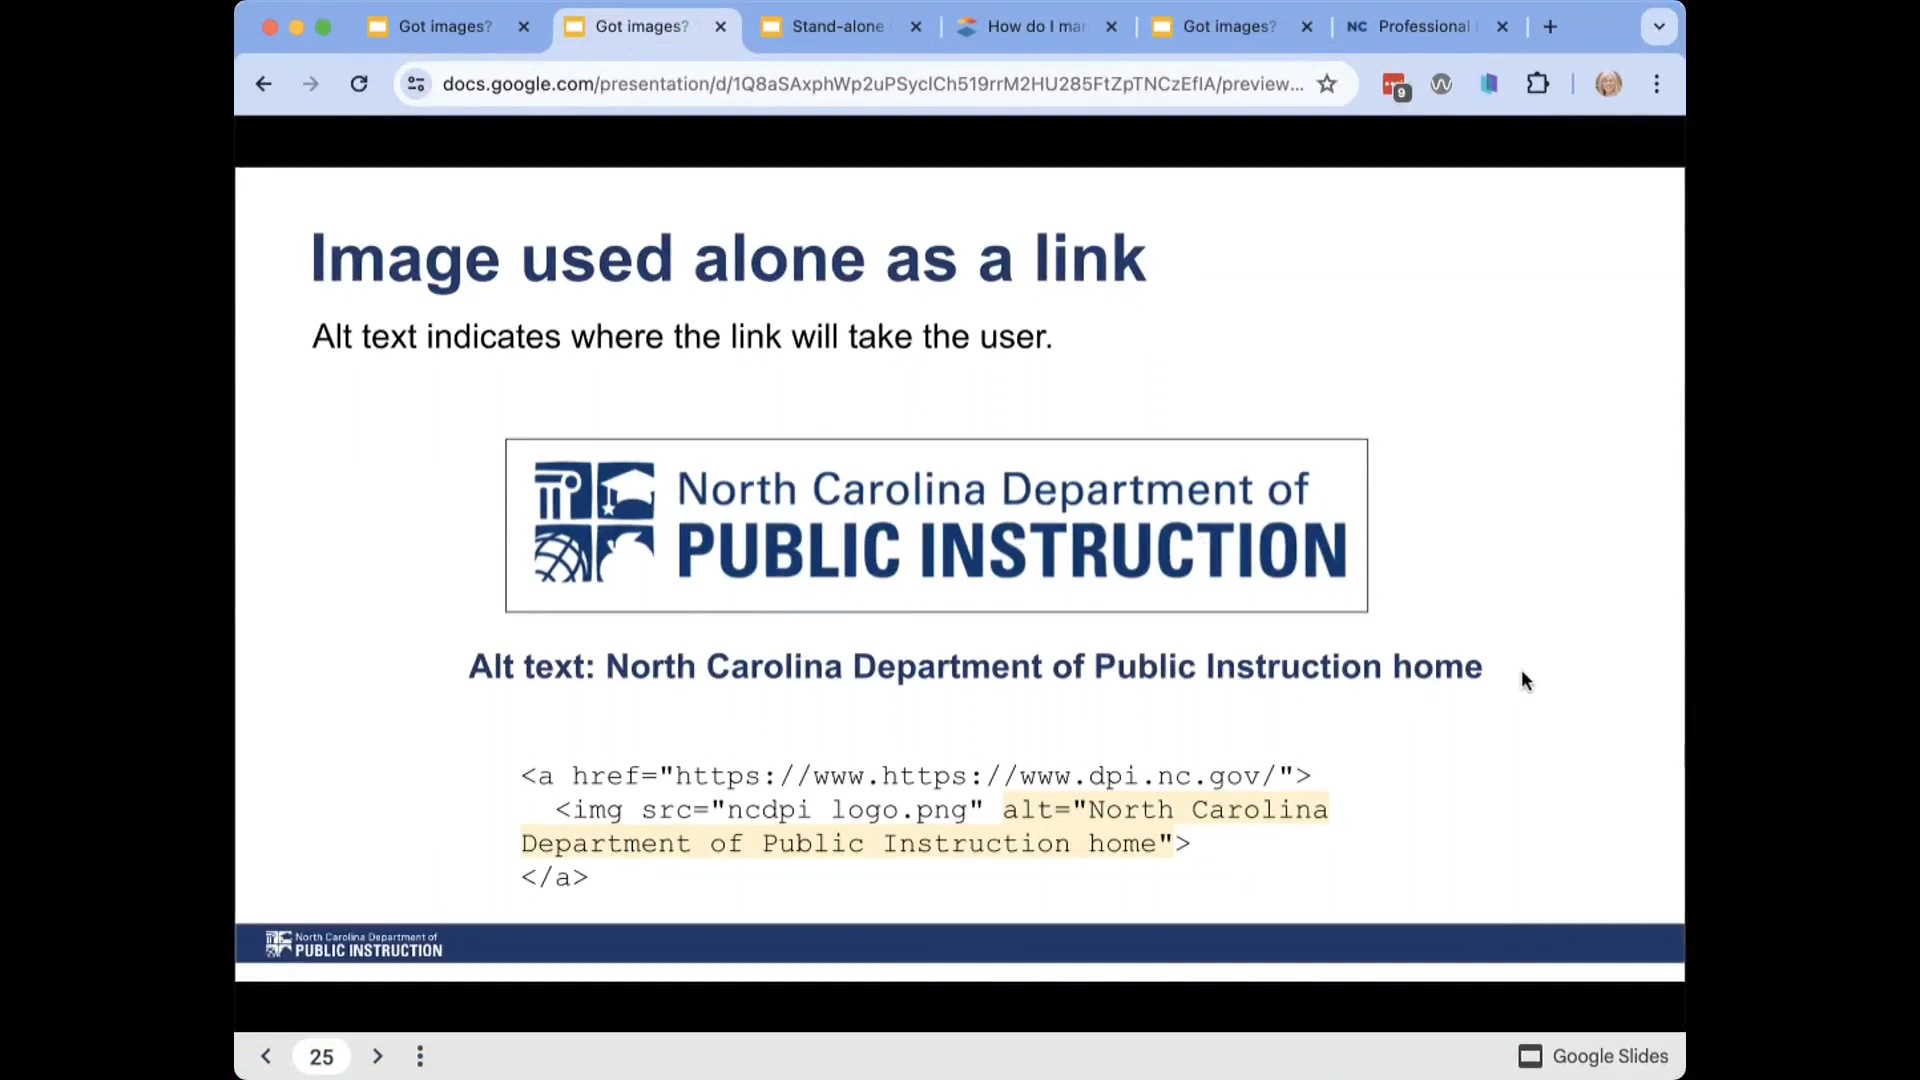 Got images?
Got images?
Stand-alone
How do I mar
Got images?
NC Professional
docs.google.com/presentation/d/1Q8aSAxphWp2uPSyclCh519rrM2HU285FtZpTNCzEfIA/preview...
9
Image used alone as a link
Alt text indicates where the link will take the user.
North Carolina Department of
PUBLIC INSTRUCTION
Alt text: North Carolina Department of Public Instruction home
<a href="https://www.https://www.dpi.nc.gov/">
<img src="ncdpi logo.png" alt="North Carolina
Department of Public Instruction home">
</a>
North Carolina Department of
PUBLIC INSTRUCTION
25
Google Slides